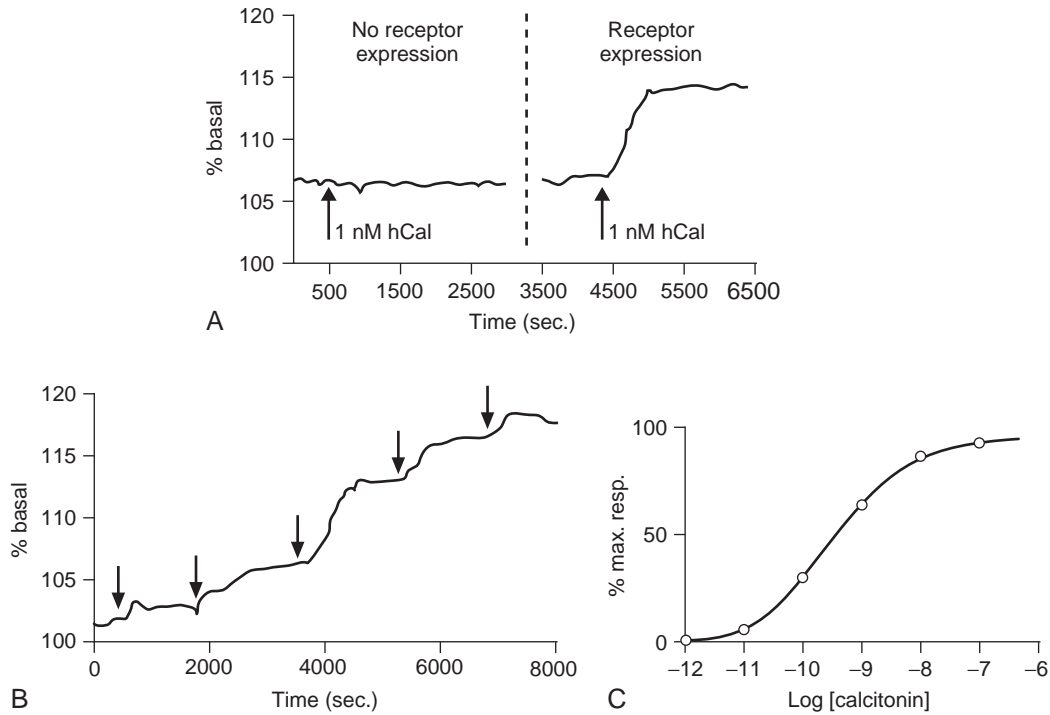 120
No receptor
expression
Receptor
expression
115
% basal
110
105
1 nM hCal
1 nM hCal
100
500 1500 2500 3500 4500 5500 6500
Time (sec.)
A
120
115
% basal
110
105
100
0 2000 4000 6000 8000
Time (sec.)
B
100
% max. resp.
50
0
–12 –11 –10 –9 –8 –7 –6
Log [calcitonin]
C